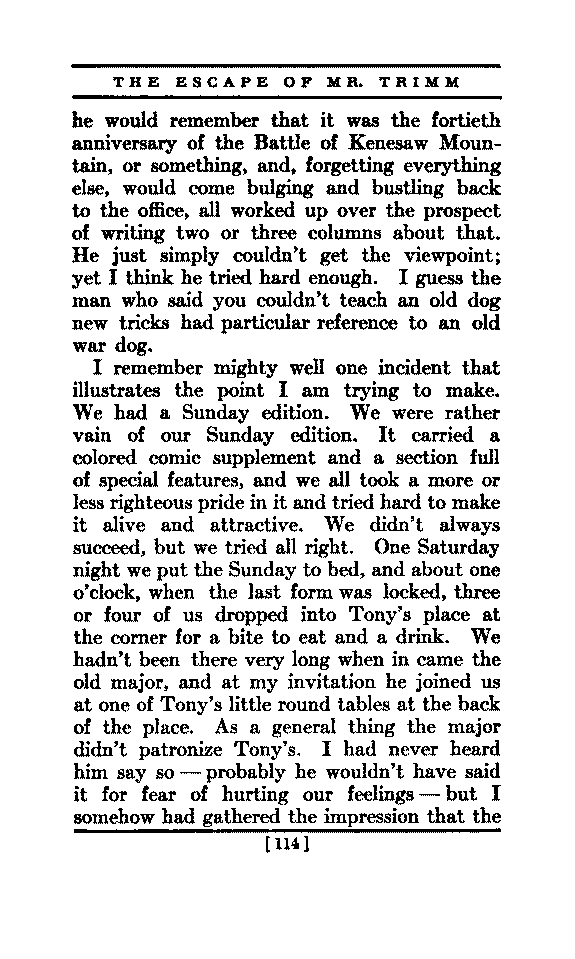 THE ESCAPE OF MR. TRIMM
he would remember that it was the fortieth
anniversary of the Battle of Kenesaw Moun-
tain, or something, and, forgetting everything
else, would come bulging and bustling back
to the office, all worked up over the prospect
of writing two or three columns about that.
He just simply couldn't get the viewpoint;
yet I think he tried hard enough. I guess the
man who said you couldn't teach an old dog
new tricks had particular reference to an old
war dog.
I remember mighty well one incident that
illustrates the point I am trying to make.
We had a Sunday edition. We were rather
vain of our Sunday edition. It carried a
colored comic supplement and a section full
of special features, and we all took a more or
less righteous pride in it and tried hard to make
it alive and attractive. We didn't always
succeed, but we tried all right. One Saturday
night we put the Sunday to bed, and about one
o'clock, when the last form was locked, three
or four of us dropped into Tony's place at
the corner for a bite to eat and a drink. We
hadn't been there very long when in came the
old major, and at my invitation he joined us
at one of Tony's little round tables at the back
of the place. As a general thing the major
didn't patronize Tony's. I had never heard
him say so — probably he wouldn't have said
it for fear of hurting our feelings — but I
somehow had gathered the impression that the
[114]